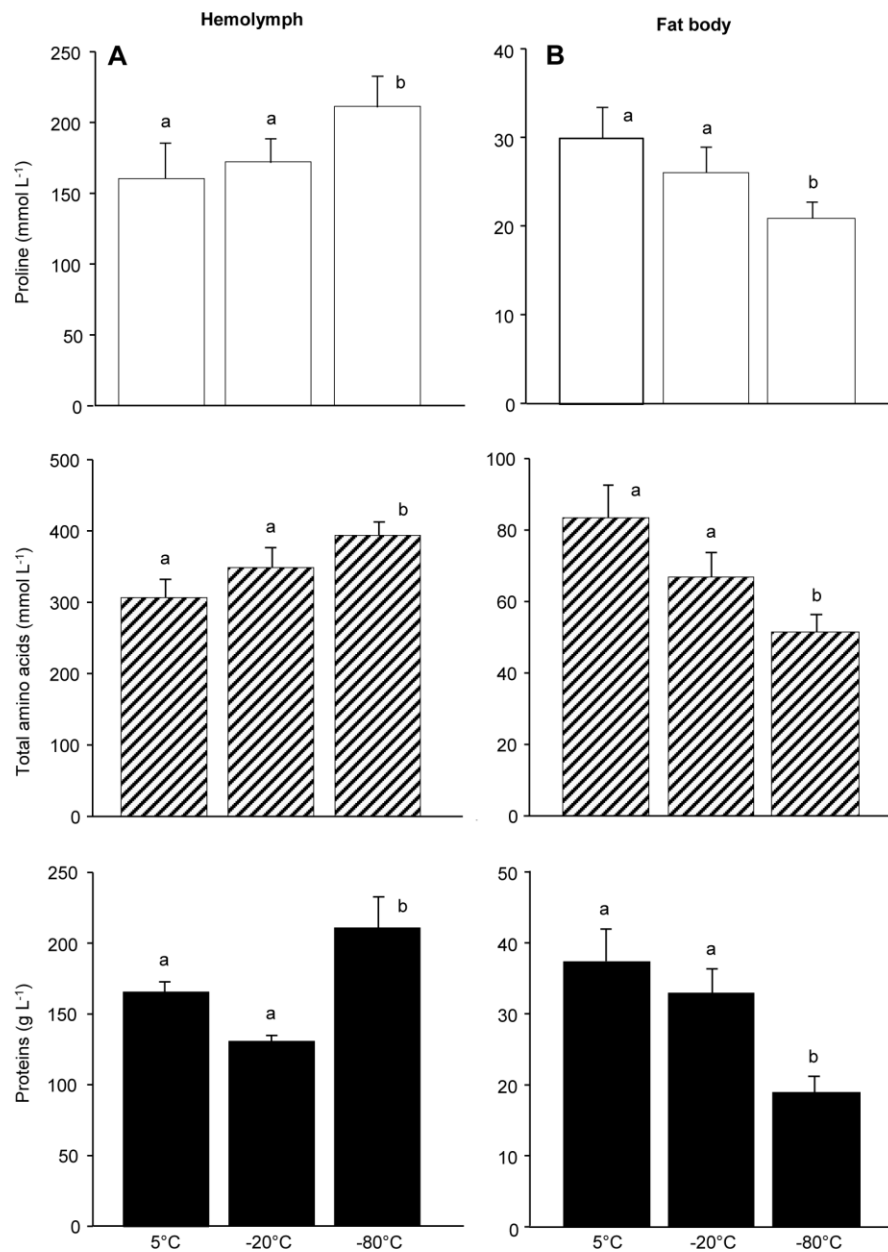 Hemolymph
Fat body
A
B
Proline (mmol L⁻¹)
250
200
150
100
50
0
a
a
b
40
30
20
10
0
a
a
b
Total amino acids (mmol L⁻¹)
500
400
300
200
100
0
a
a
b
100
80
60
40
20
0
a
a
b
Proteins (g L⁻¹)
250
200
150
100
50
0
a
a
b
5°C
-20°C
-80°C
50
40
30
20
10
0
a
a
b
5°C
-20°C
-80°C